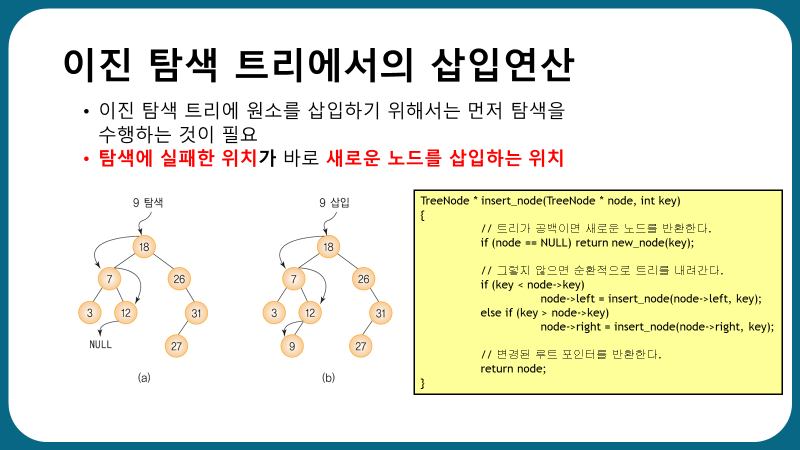 이진 탐색 트리에서의 삽입연산
• 이진 탐색 트리에 원소를 삽입하기 위해서는 먼저 탐색을
수행하는 것이 필요
• 탐색에 실패한 위치가 바로 새로운 노드를 삽입하는 위치
9 탐색
18
7
26
3
12
31
NULL
27
(a)
9 삽입
18
7
26
3
12
31
9
27
(b)
TreeNode * insert_node(TreeNode * node, int key)
{
// 트리가 공백이면 새로운 노드를 반환한다.
if (node == NULL) return new_node(key);
// 그렇지 않으면 순환적으로 트리를 내려간다.
if (key < node->key)
node->left = insert_node(node->left, key);
else if (key > node->key)
node->right = insert_node(node->right, key);
// 변경된 루트 포인터를 반환한다.
return node;
}